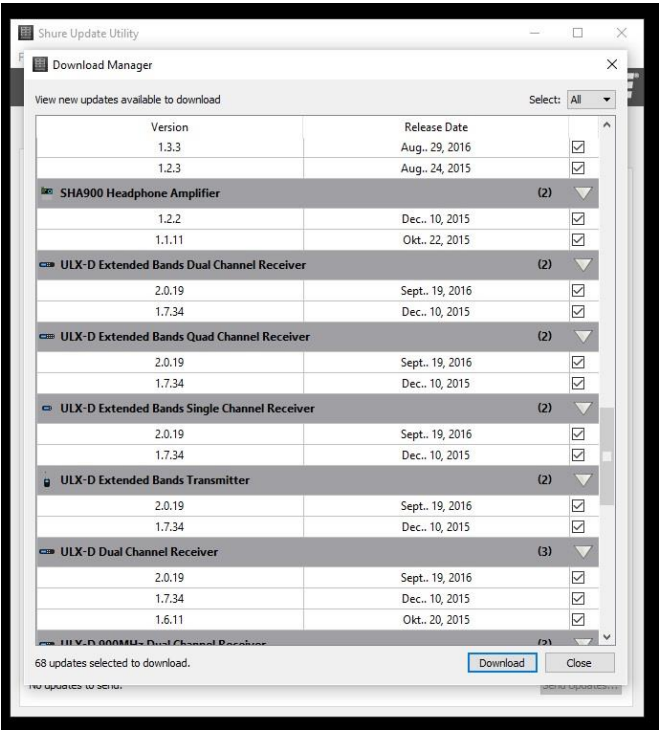 Shure Update Utility
Download Manager
View new updates available to download Select: All
Version Release Date
1.3.3 Aug.. 29, 2016
1.2.3 Aug.. 24, 2015
SHA900 Headphone Amplifier (2)
1.2.2 Dec.. 10, 2015
1.1.11 Okt.. 22, 2015
ULX-D Extended Bands Dual Channel Receiver (2)
2.0.19 Sept.. 19, 2016
1.7.34 Dec.. 10, 2015
ULX-D Extended Bands Quad Channel Receiver (2)
2.0.19 Sept.. 19, 2016
1.7.34 Dec.. 10, 2015
ULX-D Extended Bands Single Channel Receiver (2)
2.0.19 Sept.. 19, 2016
1.7.34 Dec.. 10, 2015
ULX-D Extended Bands Transmitter (2)
2.0.19 Sept.. 19, 2016
1.7.34 Dec.. 10, 2015
ULX-D Dual Channel Receiver (3)
2.0.19 Sept.. 19, 2016
1.7.34 Dec.. 10, 2015
1.6.11 Okt.. 20, 2015
ULX-D 900MHz Dual Channel Receiver
68 updates selected to download. Download Close
No updates to send. Send Updates...